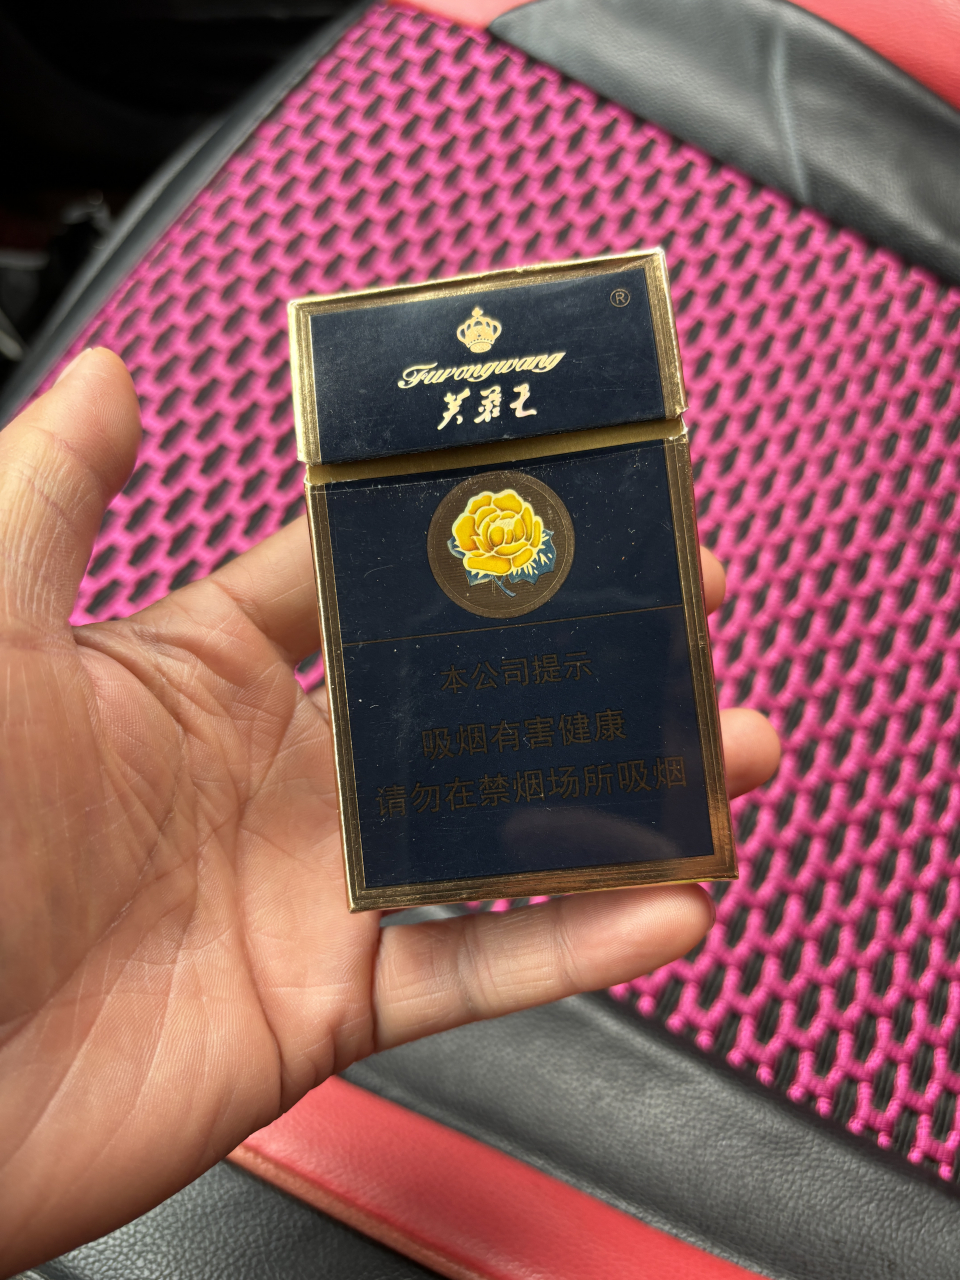 ®
Furongwang
芙蓉王
本公司提示
吸烟有害健康
请勿在禁烟场所吸烟